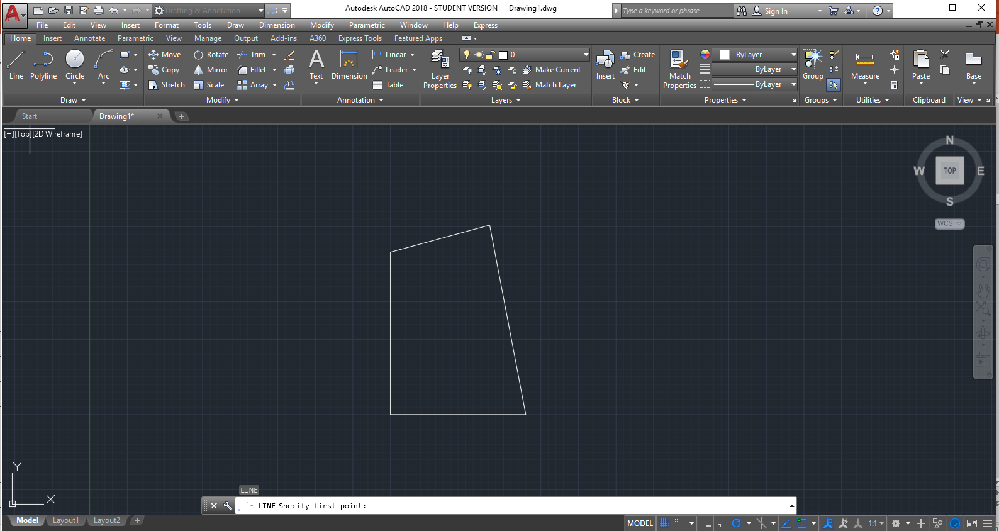 Drafting & Annotation
Autodesk AutoCAD 2018 - STUDENT VERSION Drawing1.dwg
Type a keyword or phrase
Sign In
File Edit View Insert Format Tools Draw Dimension Modify Parametric Window Help Express
Home Insert Annotate Parametric View Manage Output Add-ins A360 Express Tools Featured Apps
Move Rotate Trim Linear 0 Create ByLayer
Line Polyline Circle Arc
Copy Mirror Fillet Text Dimension Leader Layer Properties Make Current Insert Edit Match Properties ByLayer Group Measure Paste Base
Stretch Scale Array Table Match Layer ByLayer
Draw Modify Annotation Layers Block Properties Groups Utilities Clipboard View
Start Drawing1*
[−][Top][2D Wireframe]
N
W TOP E
S
WCS
Y
X
LINE
LINE Specify first point:
Model Layout1 Layout2
MODEL 1:1